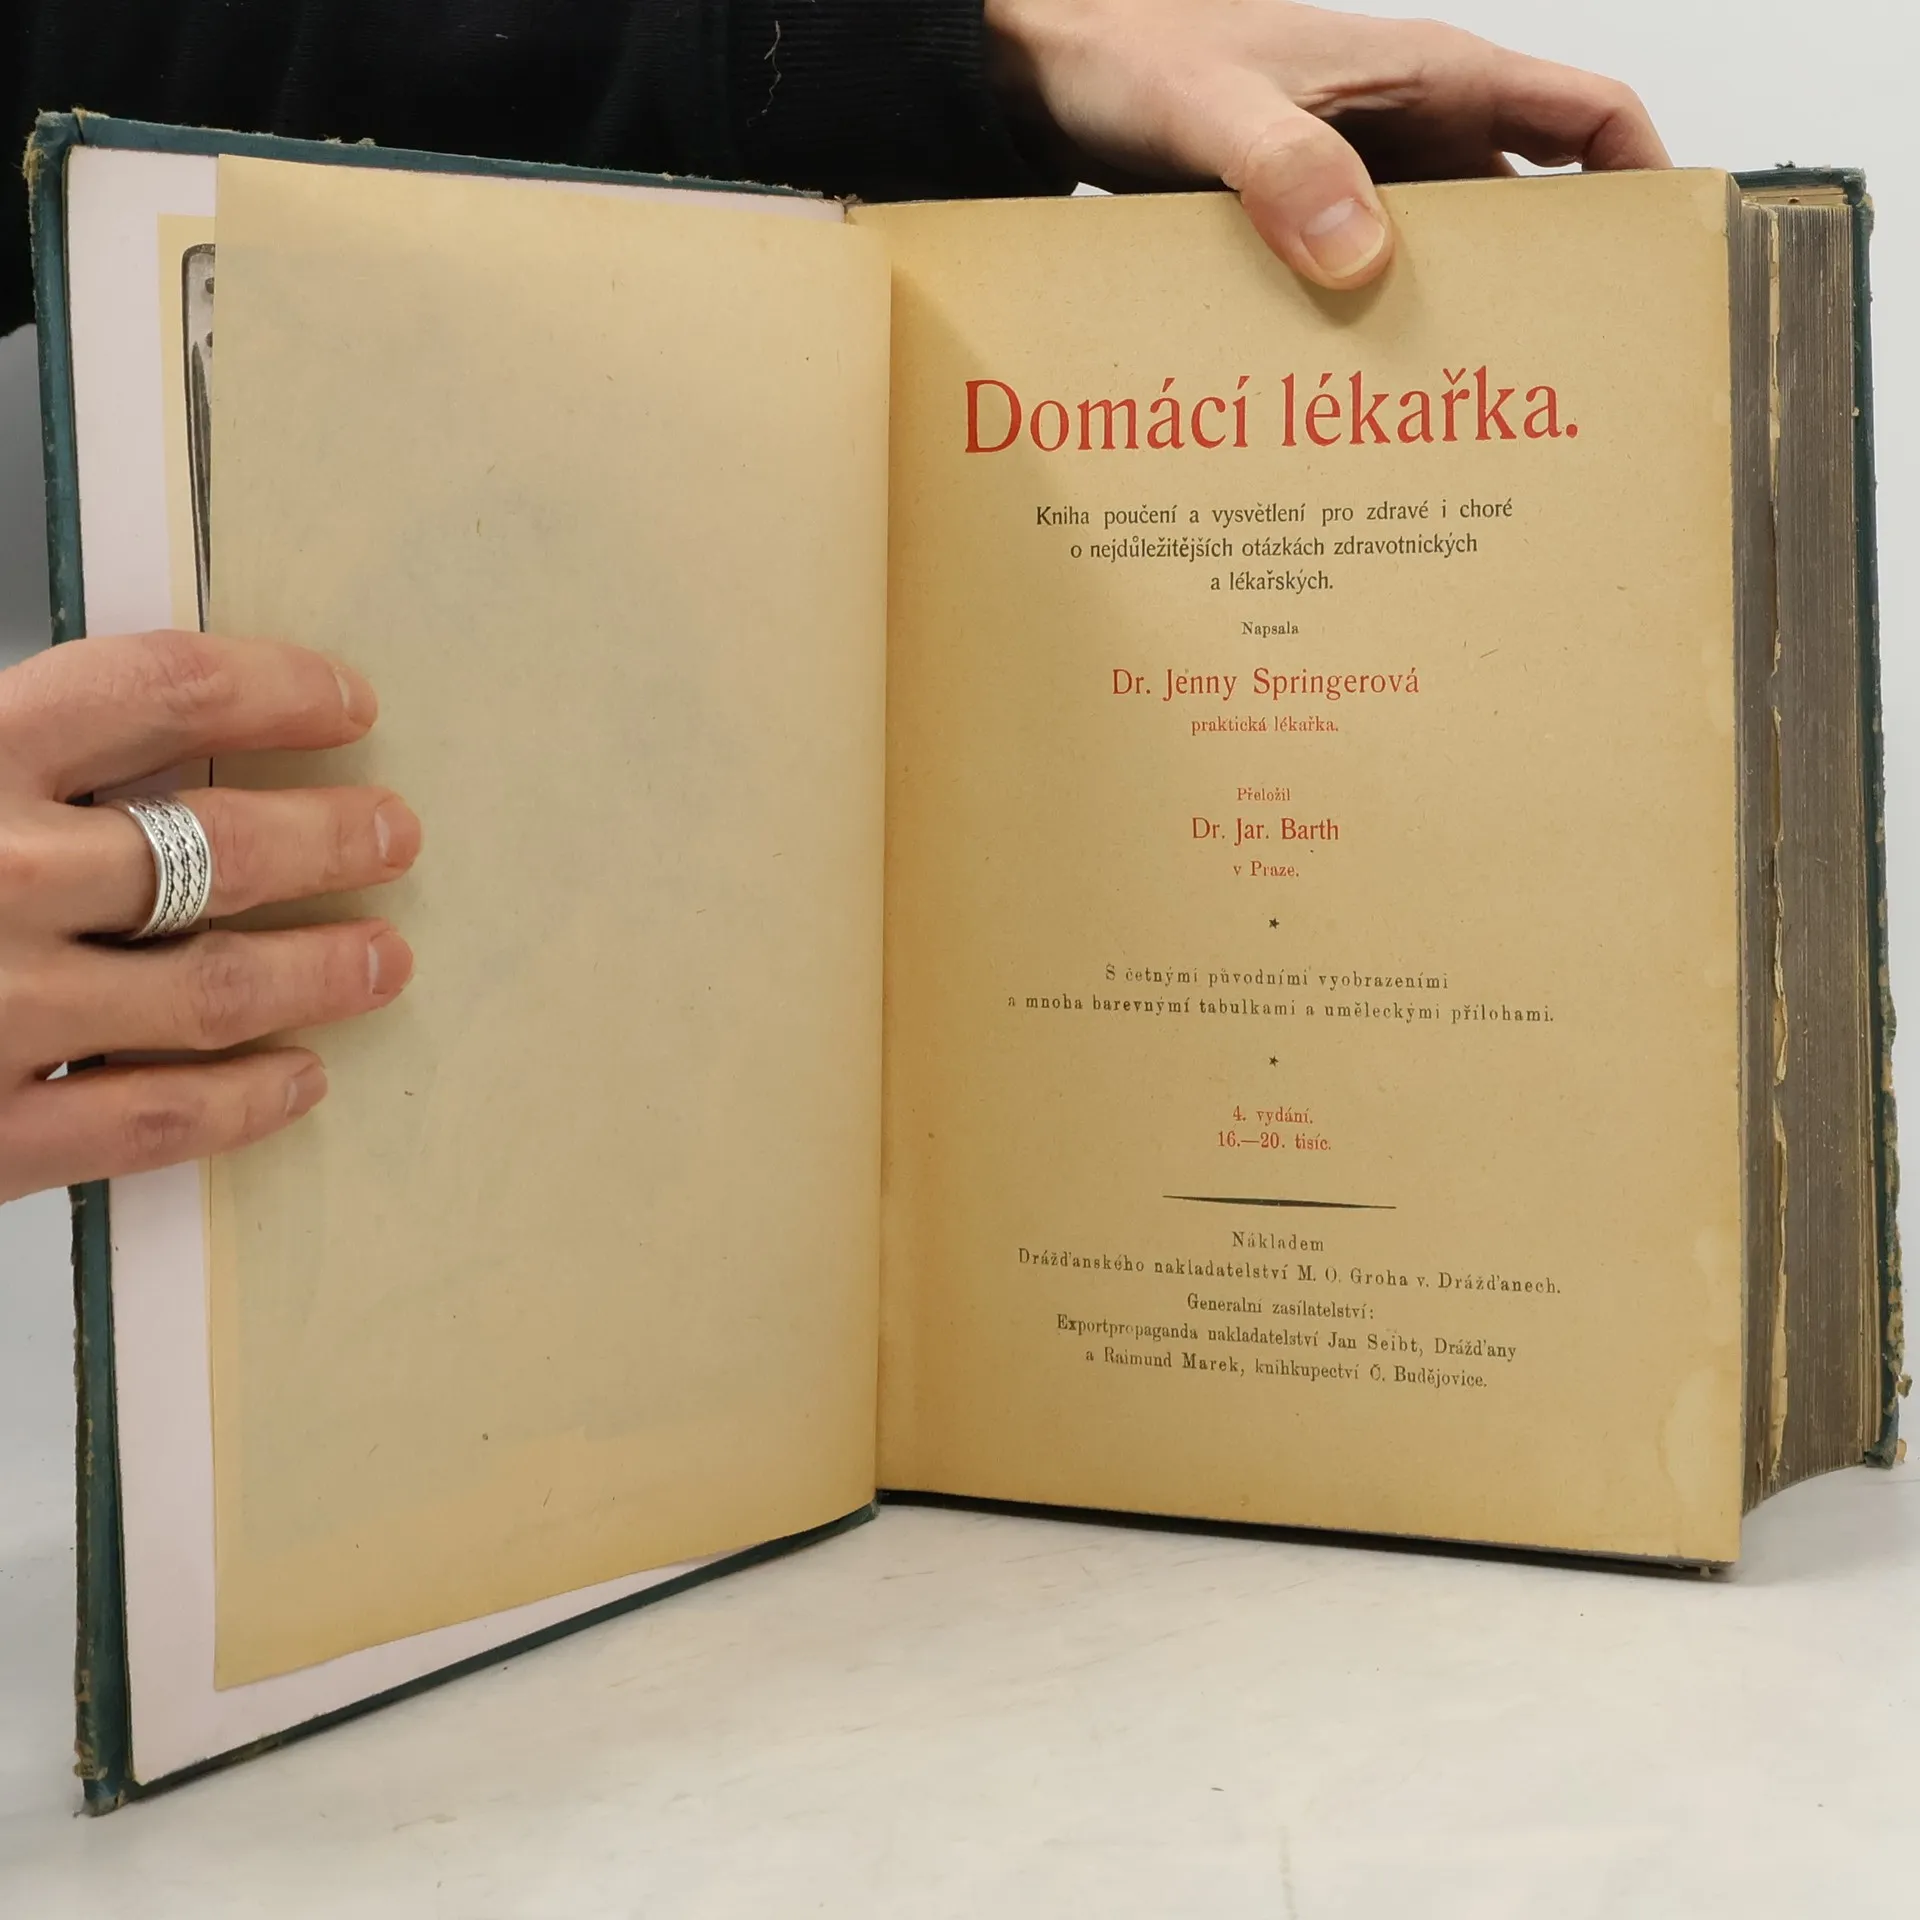 Domácí lékařka.
Kniha poučení a vysvětlení pro zdravé i choré
o nejdůležitějších otázkách zdravotnických
a lékařských.
Napsala
Dr. Jenny Springerová
praktická lékařka.
Přeložil
Dr. Jar. Barth
v Praze.
S četnými původními vyobrazeními
a mnoha barevnými tabulkami a uměleckými přílohami.
4. vydání.
16.—20. tisíc.
Nákladem
Drážďanského nakladatelství M. O. Groha v. Drážďanech.
Generalní zasílatelství:
Exportpropaganda nakladatelství Jan Seibt, Drážďany
a Raimund Marek, knihkupectví Č. Budějovice.